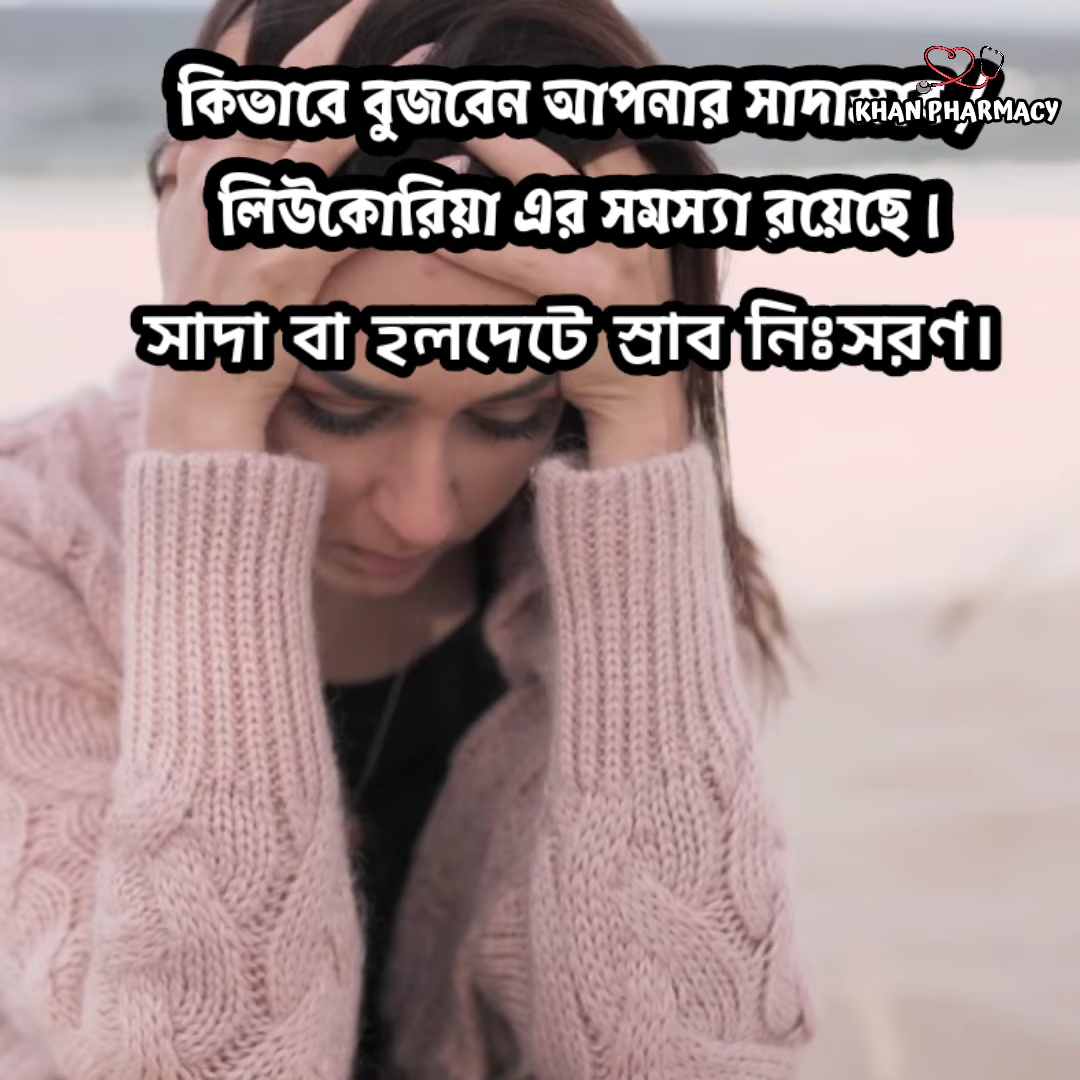 কিভাবে বুজবেন আপনার
KHAN PHARMACY
লিউকোরিয়া এর সমস্যা রয়েছে।
সাদা বা হলদেটে স্রাব নিঃসরণ।